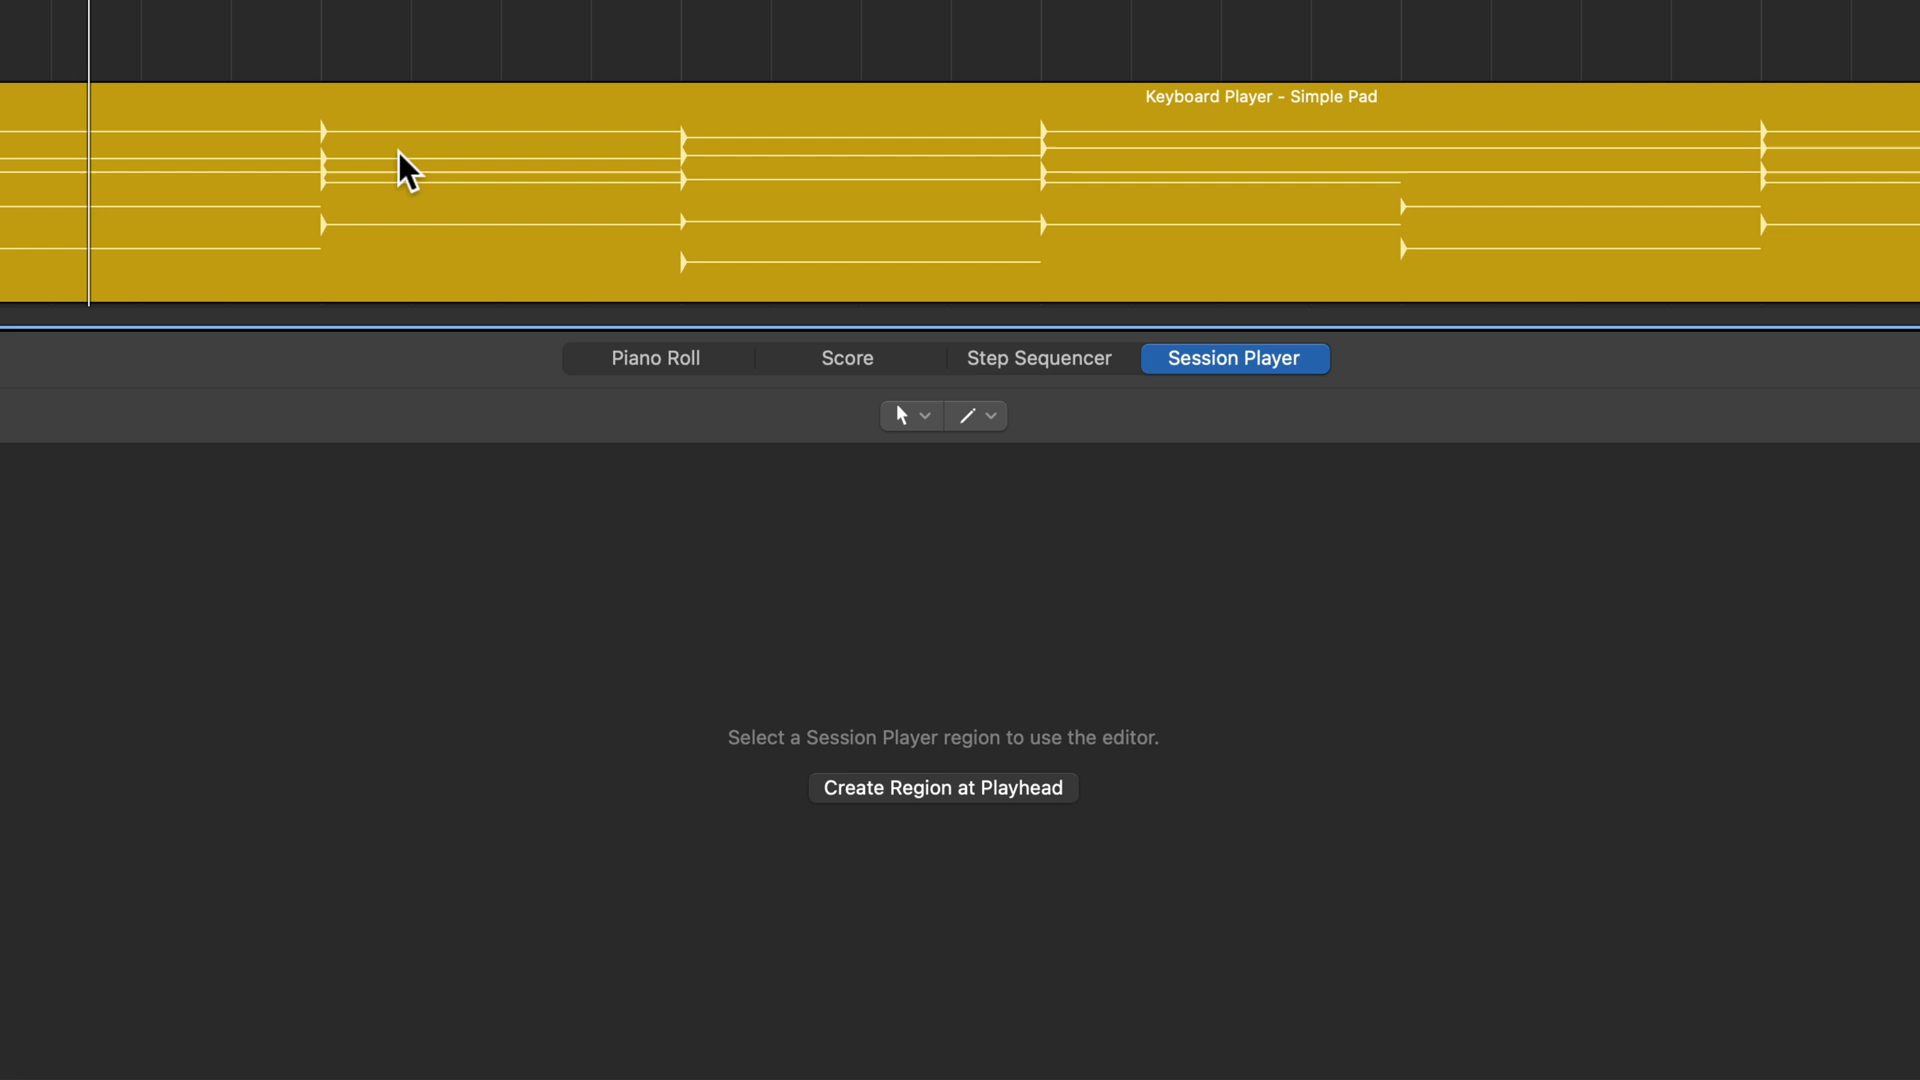 Keyboard Player - Simple Pad
Piano Roll
Score
Step Sequencer
Session Player
Select a Session Player region to use the editor.
Create Region at Playhead